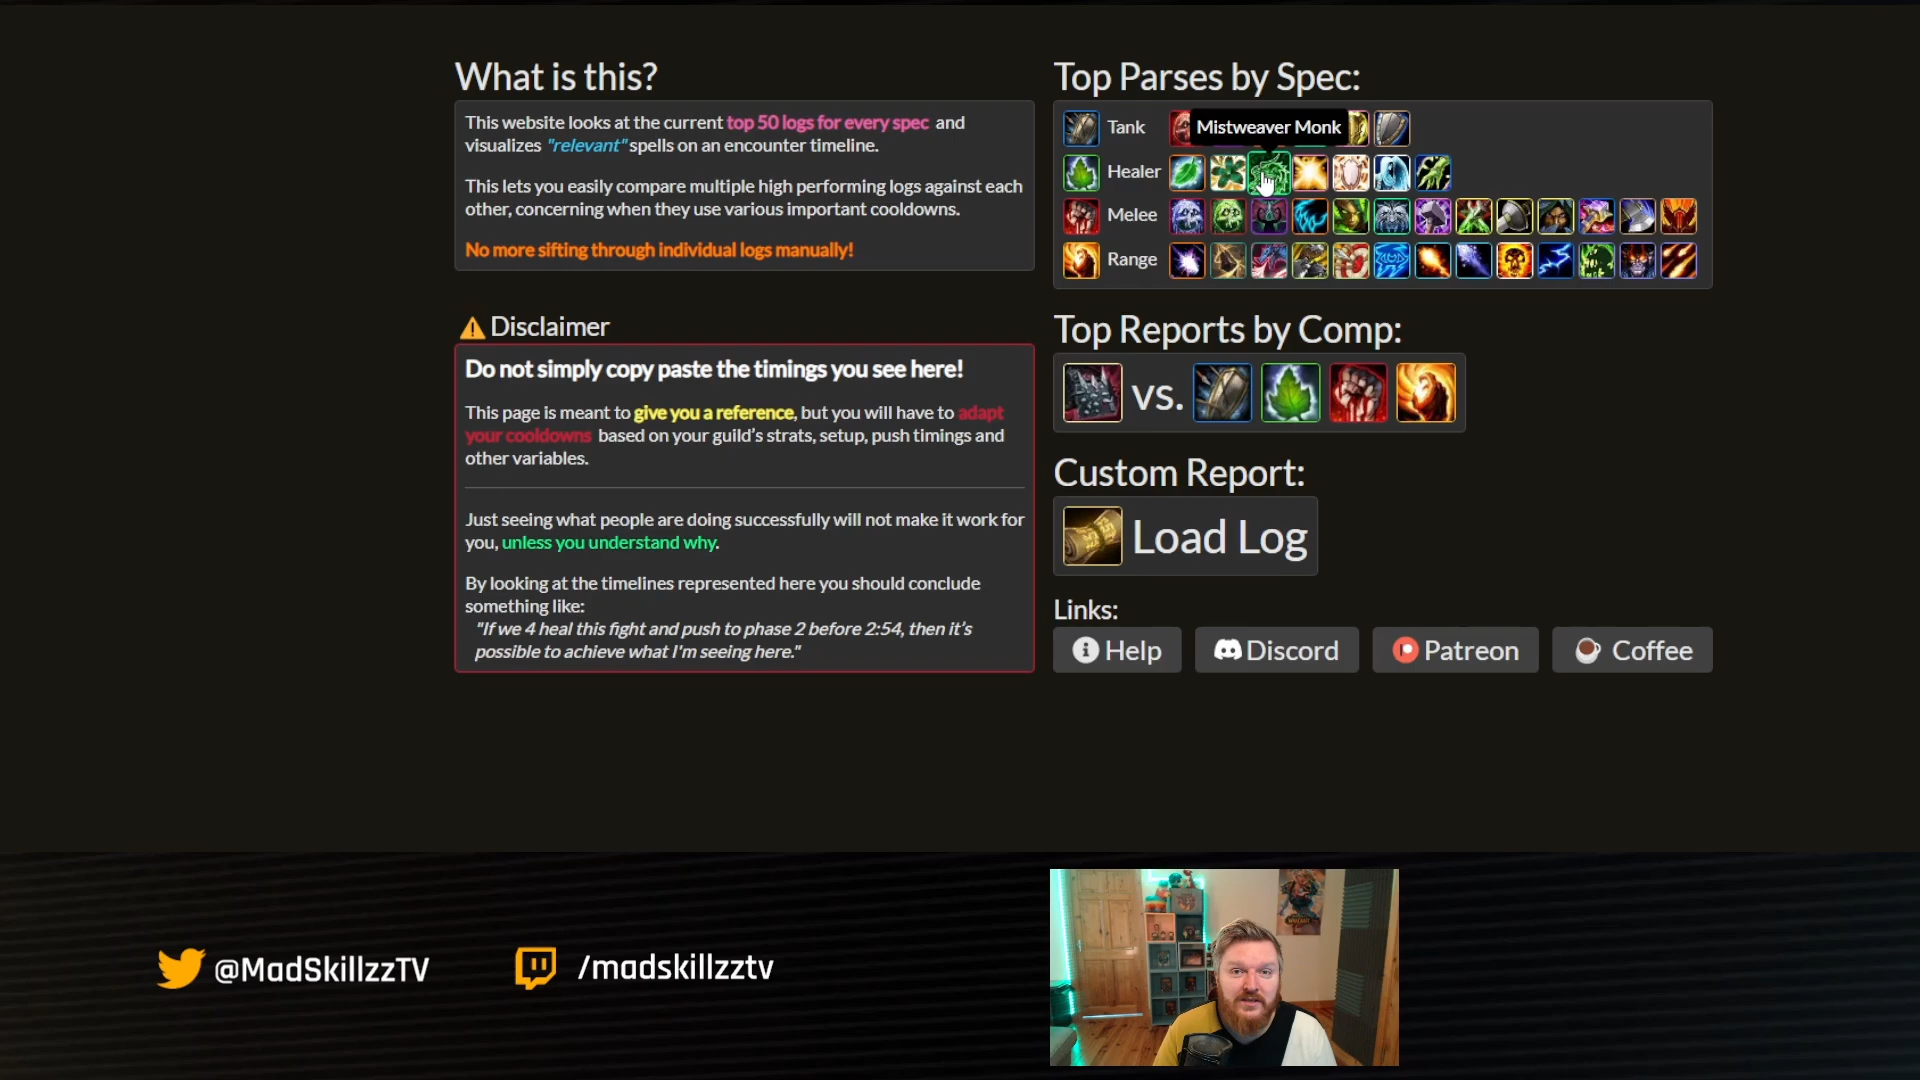 What is this?
This website looks at the current top 50 logs for every spec and
visualizes "relevant" spells on an encounter timeline.
This lets you easily compare multiple high performing logs against each
other, concerning when they use various important cooldowns.
No more sifting through individual logs manually!
Disclaimer
Do not simply copy paste the timings you see here!
This page is meant to give you a reference, but you will have to adapt
your cooldowns based on your guild's strats, setup, push timings and
other variables.
Just seeing what people are doing successfully will not make it work for
you, unless you understand why.
By looking at the timelines represented here you should conclude
something like:
"If we 4 heal this fight and push to phase 2 before 2:54, then it's
possible to achieve what I'm seeing here."
Top Parses by Spec:
Tank
Mistweaver Monk
Healer
Melee
Range
Top Reports by Comp:
vs.
Custom Report:
Load Log
Links:
Help
Discord
Patreon
Coffee
@MadSkillzzTV
/madskillzztv